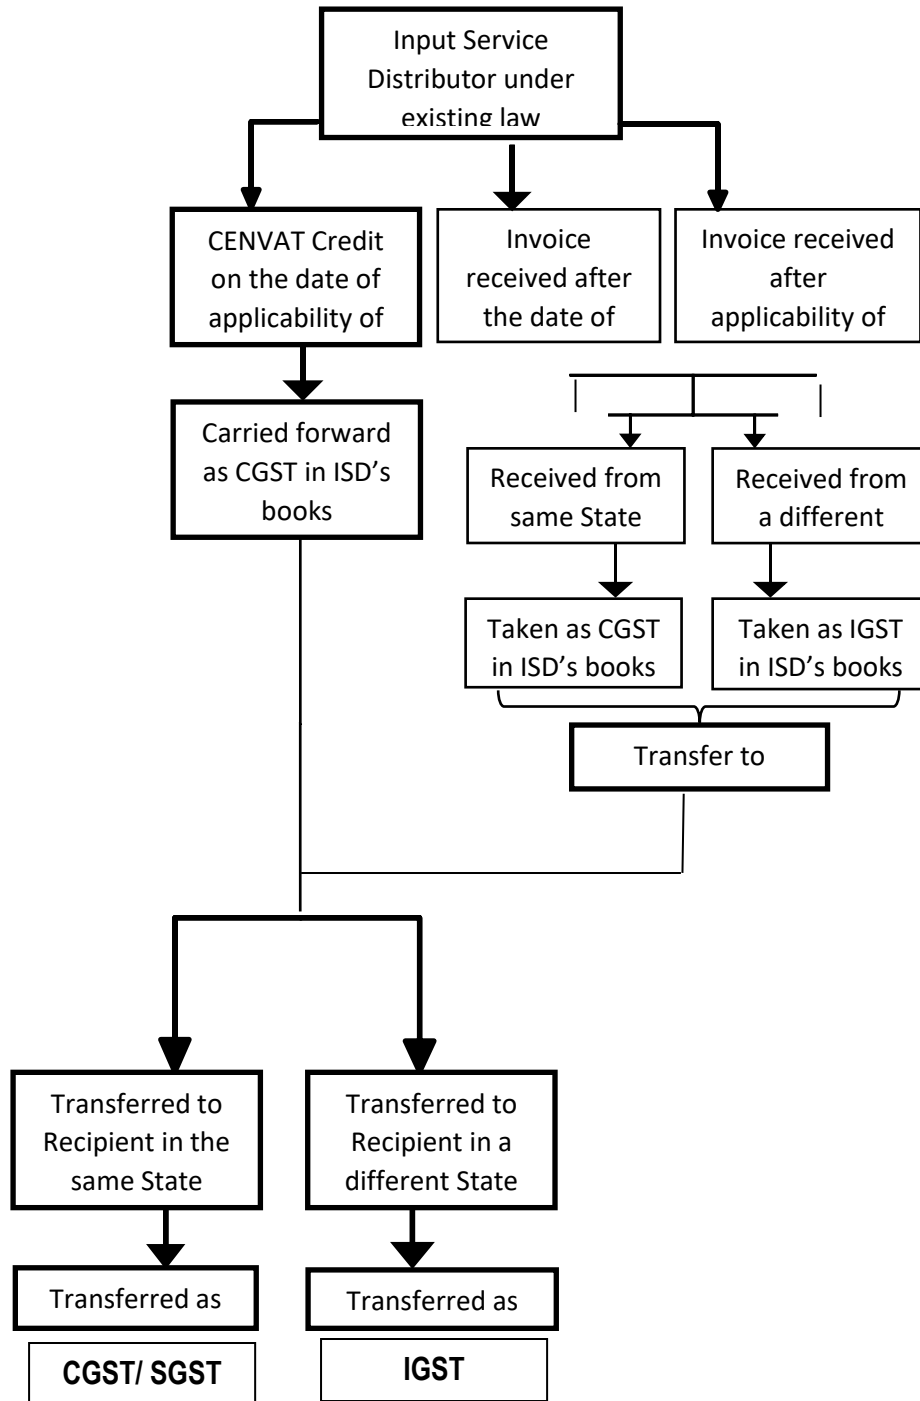 Input Service
Distributor under
existing law
CENVAT Credit
on the date of
applicability of
Invoice
received after
the date of
Invoice received
after
applicability of
Carried forward
as CGST in ISD’s
books
Received from
same State
Received from
a different
Taken as CGST
in ISD’s books
Taken as IGST
in ISD’s books
Transfer to
Transferred to
Recipient in the
same State
Transferred to
Recipient in a
different State
Transferred as
Transferred as
CGST/ SGST
IGST